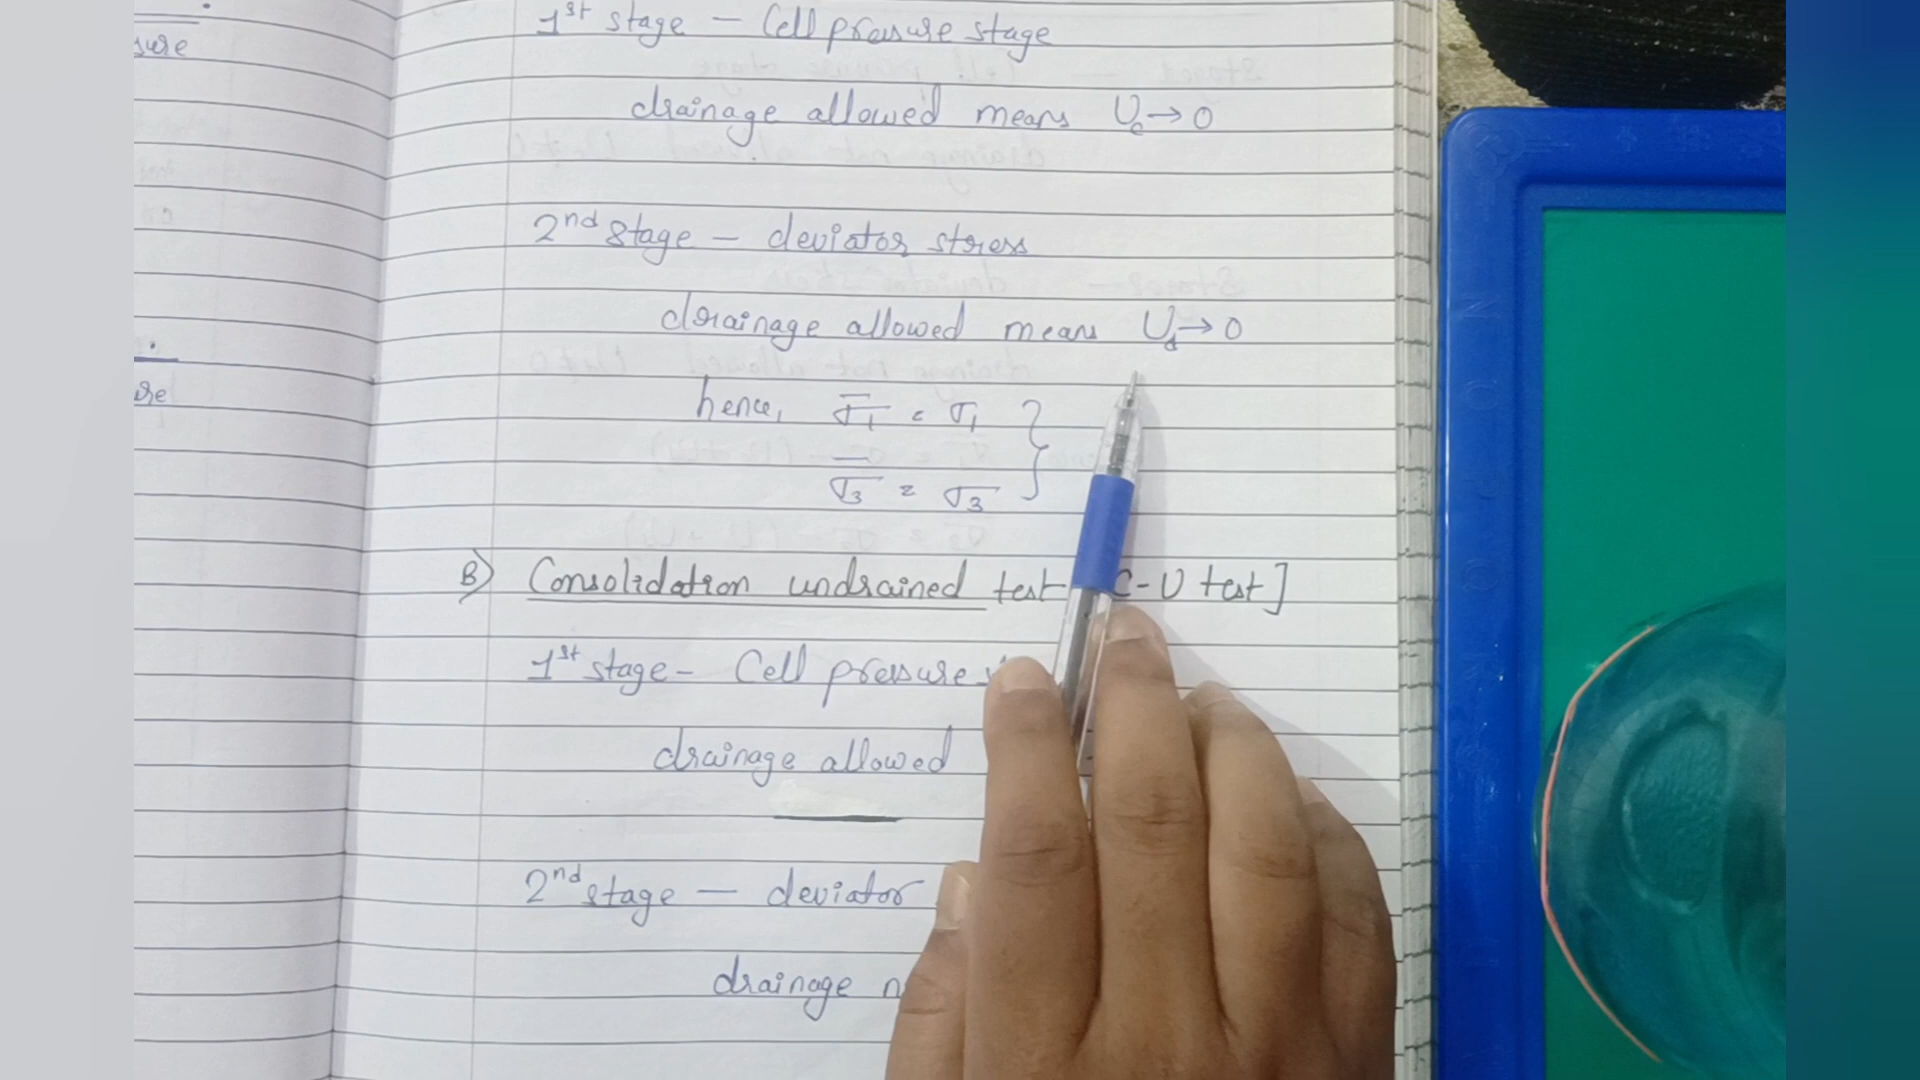 sure
1st stage — Cell pressure stage
drainage allowed means Uc → 0
2nd stage — deviator stress
drainage allowed means Ud → 0
hence, σ̅1 = σ1 }
σ̅3 = σ3
B) Consolidation undrained test C-U test]
1st stage - Cell pressure
drainage allowed
2nd stage — deviator
drainage